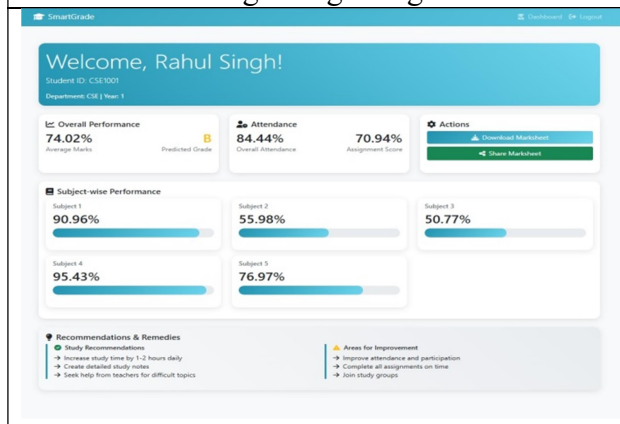 SmartGrade
Dashboard Logout
Welcome, Rahul Singh!
Student ID: CSE1001
Department: CSE | Year: 1
Overall Performance
74.02%
Average Marks
B
Predicted Grade
Attendance
84.44%
Overall Attendance
70.94%
Assignment Score
Actions
Download Marksheet
Share Marksheet
Subject-wise Performance
Subject 1
90.96%
Subject 2
55.98%
Subject 3
50.77%
Subject 4
95.43%
Subject 5
76.97%
Recommendations & Remedies
Study Recommendations
→ Increase study time by 1-2 hours daily
→ Create detailed study notes
→ Seek help from teachers for difficult topics
Areas for Improvement
→ Improve attendance and participation
→ Complete all assignments on time
→ Join study groups